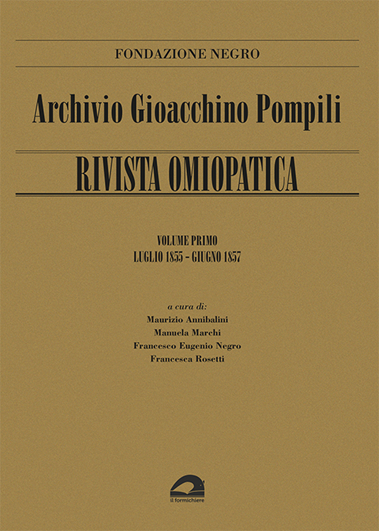 FONDAZIONE NEGRO
Archivio Gioacchino Pompili
RIVISTA OMIOPATICA
VOLUME PRIMO
LUGLIO 1855 - GIUGNO 1857
a cura di:
Maurizio Annibalini
Manuela Marchi
Francesco Eugenio Negro
Francesca Rosetti
il formichiere